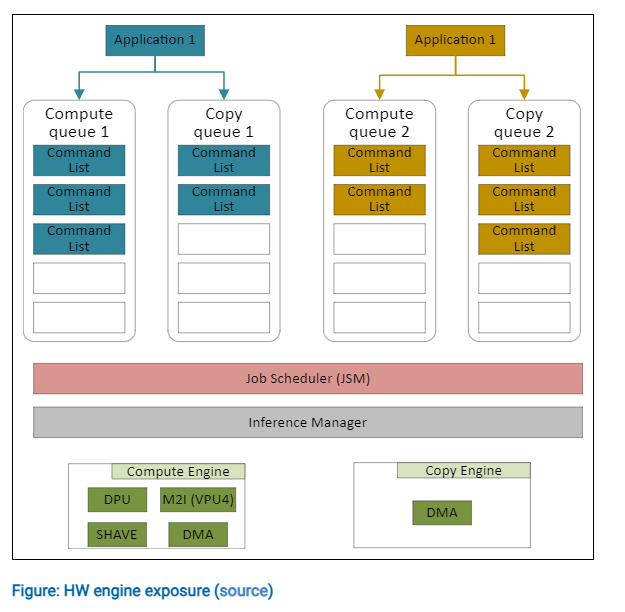 Application 1
Application 1
Compute
queue 1
Copy
queue 1
Compute
queue 2
Copy
queue 2
Command
List
Command
List
Command
List
Command
List
Command
List
Command
List
Command
List
Command
List
Command
List
Command
List
Job Scheduler (JSM)
Inference Manager
Compute Engine
DPU
M2I (VPU4)
SHAVE
DMA
Copy Engine
DMA
Figure: HW engine exposure (source)